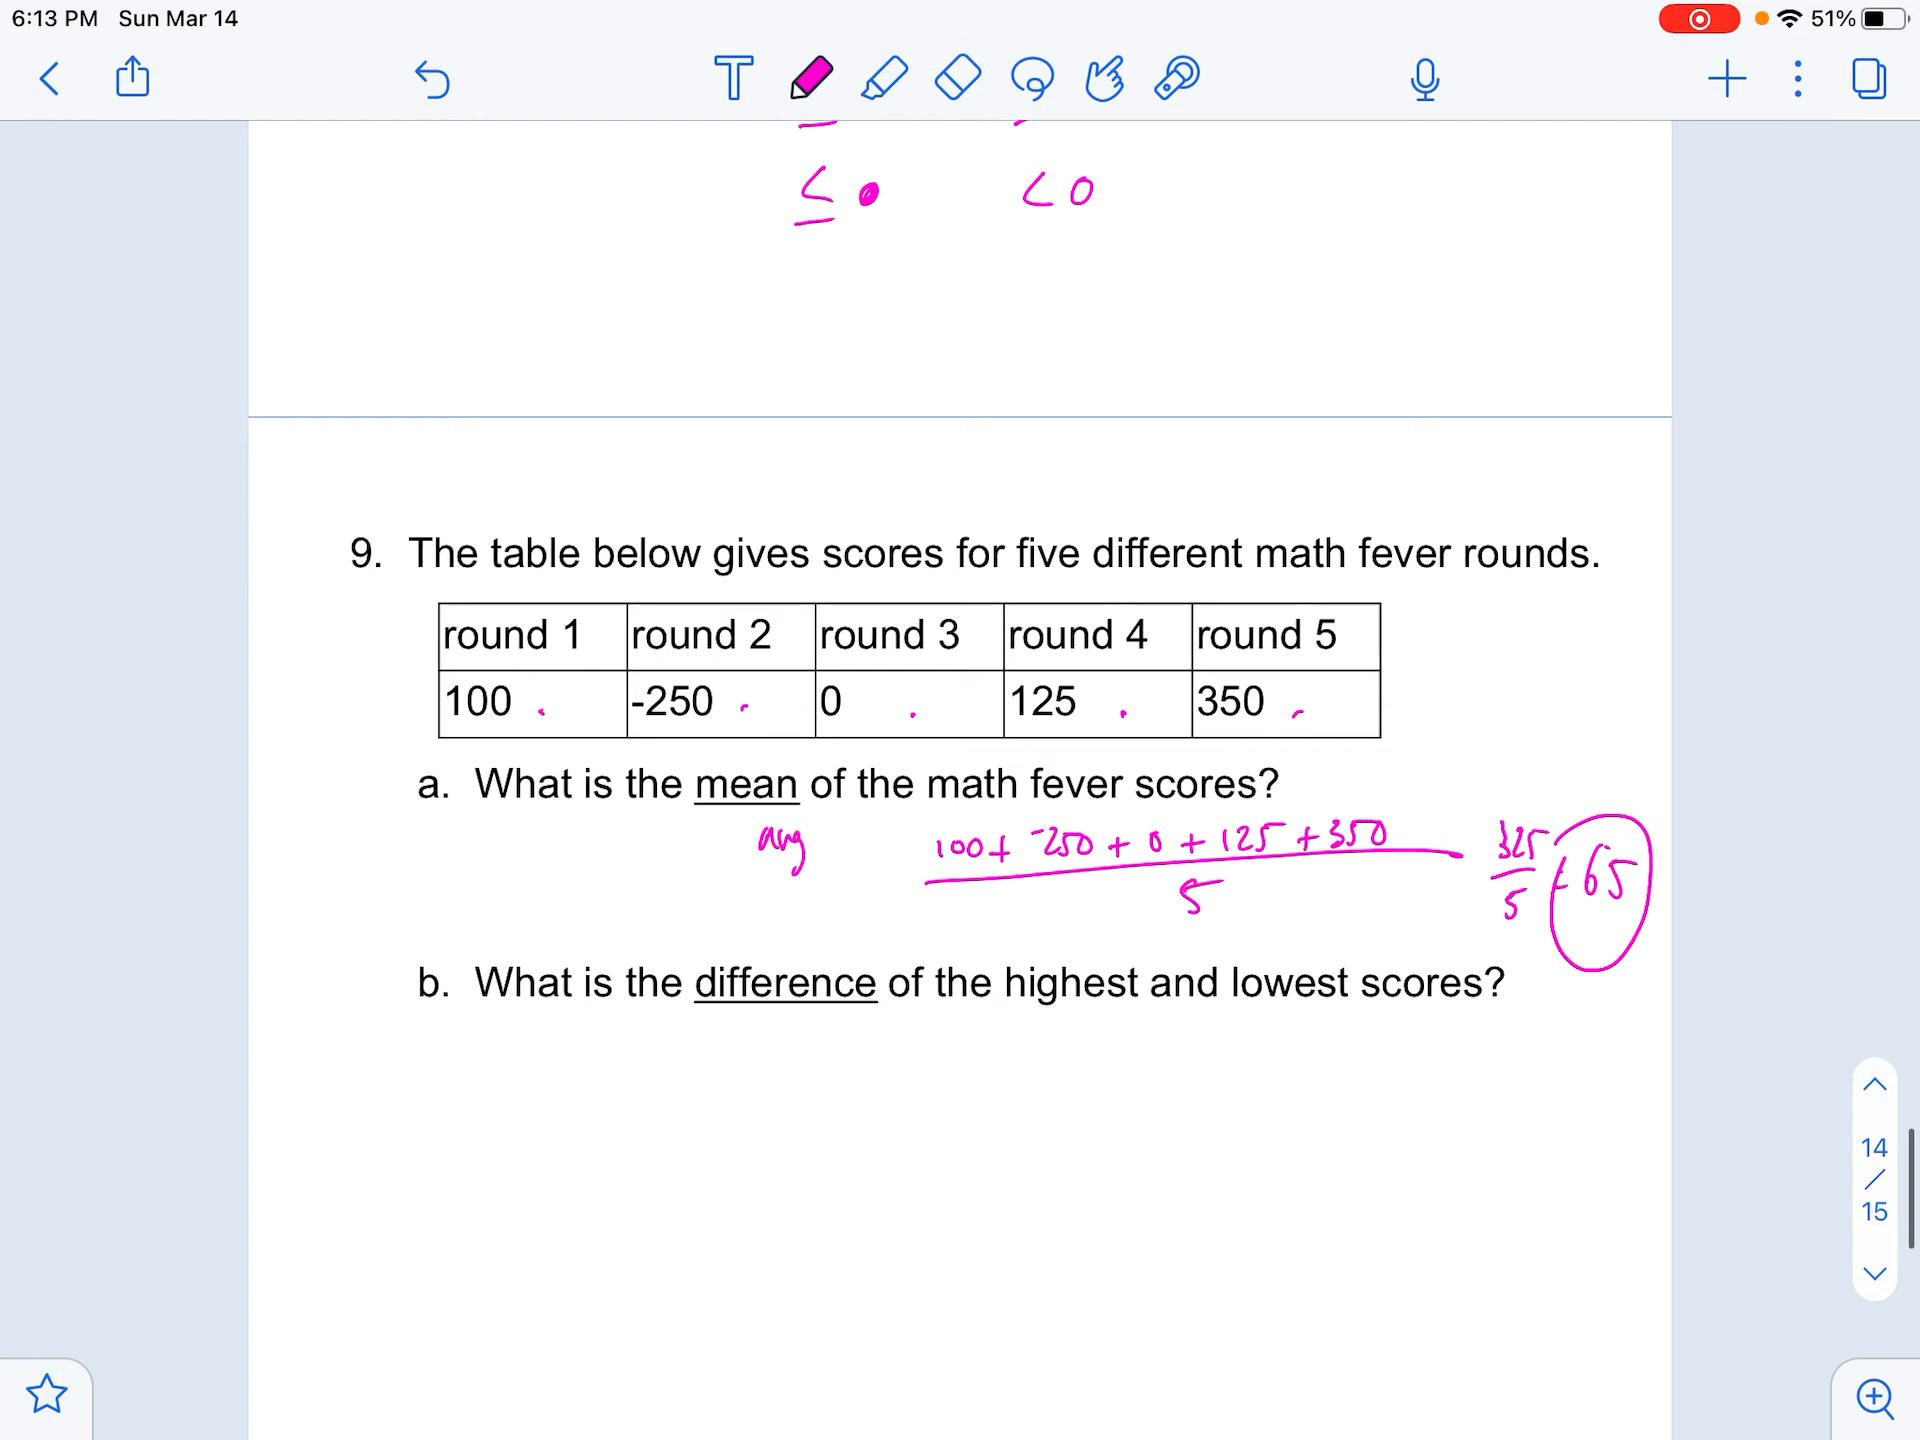 6:13 PM Sun Mar 14
51%
T
≤ 0 < 0
9. The table below gives scores for five different math fever rounds.
round 1 round 2 round 3 round 4 round 5
100 -250 0 125 350
a. What is the mean of the math fever scores?
avg
100 + -250 + 0 + 125 + 350
5
325
5
= 65
b. What is the difference of the highest and lowest scores?
14
/
15